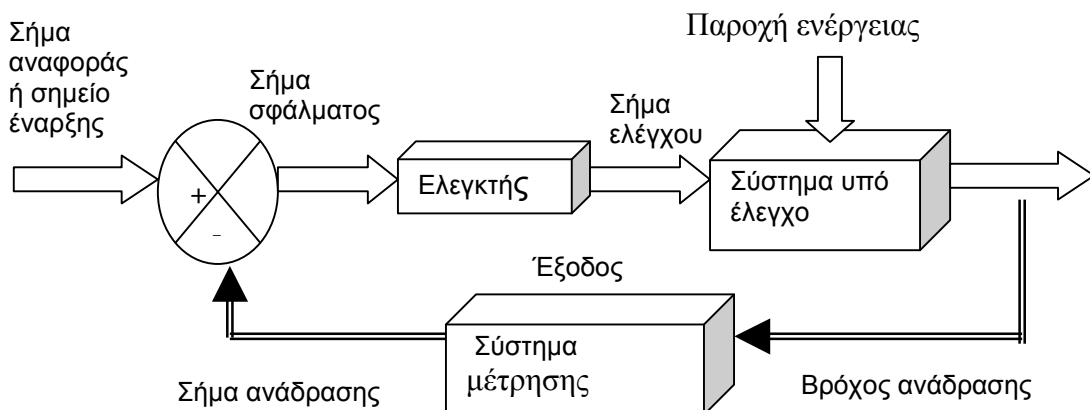 Παροχή ενέργειας
Σήμα
αναφοράς
ή σημείο
έναρξης
Σήμα
σφάλματος
Σήμα
ελέγχου
+
-
Ελεγκτής
Σύστημα υπό
έλεγχο
Έξοδος
Σύστημα
μέτρησης
Σήμα ανάδρασης
Βρόχος ανάδρασης